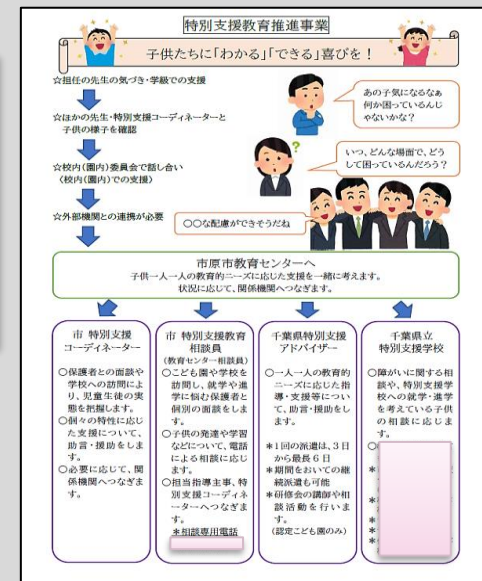 特別支援教育推進事業
子供たちに「わかる」「できる」喜びを！
☆担任の先生の気づき・学級での支援
あの子気になるなぁ
何か困っているんじ
ゃないかな？
☆ほかの先生・特別支援コーディネーターと
子供の様子を確認
？
いつ、どんな場面で、どう
して困っているんだろう？
☆校内(園内)委員会で話し合い
(校内(園内)での支援)
☆外部機関との連携が必要
〇〇な配慮ができそうだね
市原市教育センターへ
子供一人一人の教育的ニーズに応じた支援を一緒に考えます。
状況に応じて、関係機関へつなぎます。
市 特別支援
コーディネーター
○保護者との面談や
学校への訪問によ
り、児童生徒の実
態を把握します。
○個々の特性に応じ
た支援について、
助言・援助をしま
す。
○必要に応じて、関
係機関へつなぎま
す。
市 特別支援教育
相談員
(教育センター相談員)
○こども園や学校を
訪問し、就学や進
学に悩む保護者と
個別の面談をしま
す。
○子供の発達や学習
などについて、電話
による相談に応じ
ます。
○担当指導主事、特
別支援コーディネ
ーターへつなぎま
す。
＊相談専用電話
千葉県特別支援
アドバイザー
○一人一人の教育的
ニーズに応じた指
導・支援等につい
て、助言・援助をし
ます。
＊1回の派遣は、3日
から最長6日
＊期間をおいての継
続派遣も可能
＊研修会の講師や相
談活動を行いま
す。
(認定こども園のみ)
千葉県立
特別支援学校
○障がいに関する相
談や、特別支援学
校への就学・進学
を考えている子供
の相談に応じま
す。